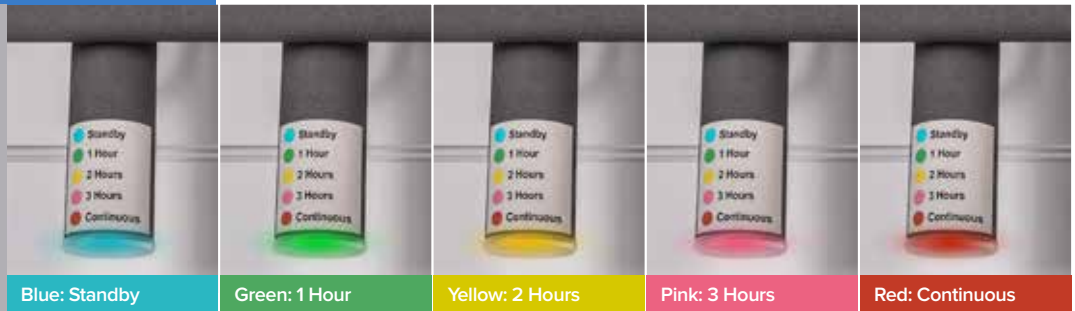 Standby
1 Hour
2 Hours
3 Hours
Continuous
Blue: Standby
Standby
1 Hour
2 Hours
3 Hours
Continuous
Green: 1 Hour
Standby
1 Hour
2 Hours
3 Hours
Continuous
Yellow: 2 Hours
Standby
1 Hour
2 Hours
3 Hours
Continuous
Pink: 3 Hours
Standby
1 Hour
2 Hours
3 Hours
Continuous
Red: Continuous